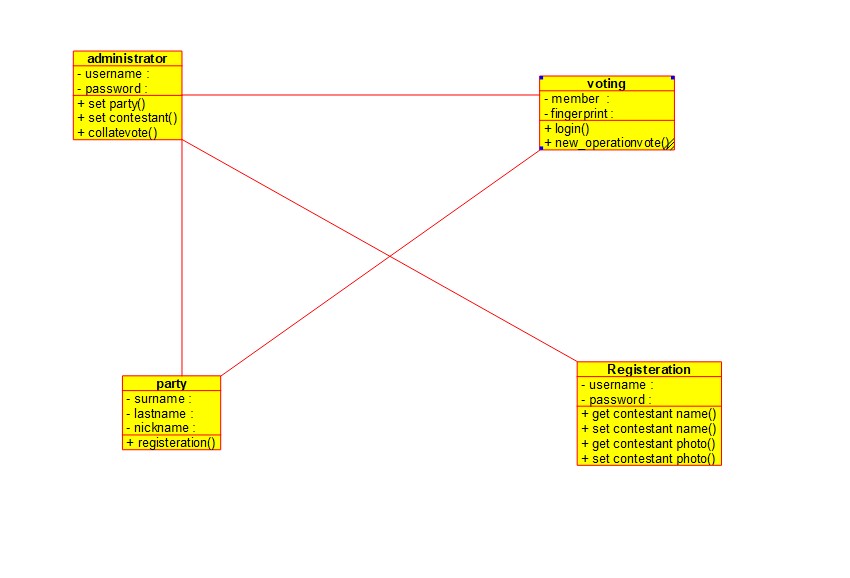 administrator
- username :
- password :
+ set party()
+ set contestant()
+ collatevote()
voting
- member :
- fingerprint :
+ login()
+ new_operationvote()
party
- surname :
- lastname :
- nickname :
+ registeration()
Registeration
- username :
- password :
+ get contestant name()
+ set contestant name()
+ get contestant photo()
+ set contestant photo()